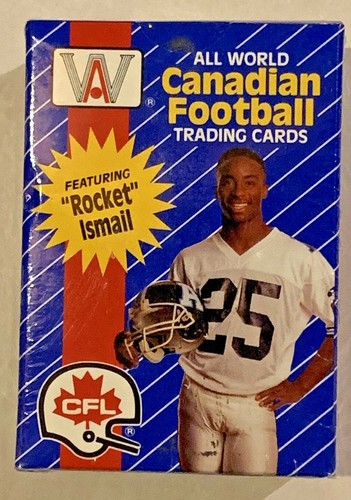 AW
®
ALL WORLD
Canadian
Football
TRADING CARDS
FEATURING
"Rocket"
Ismail
25
CFL
®